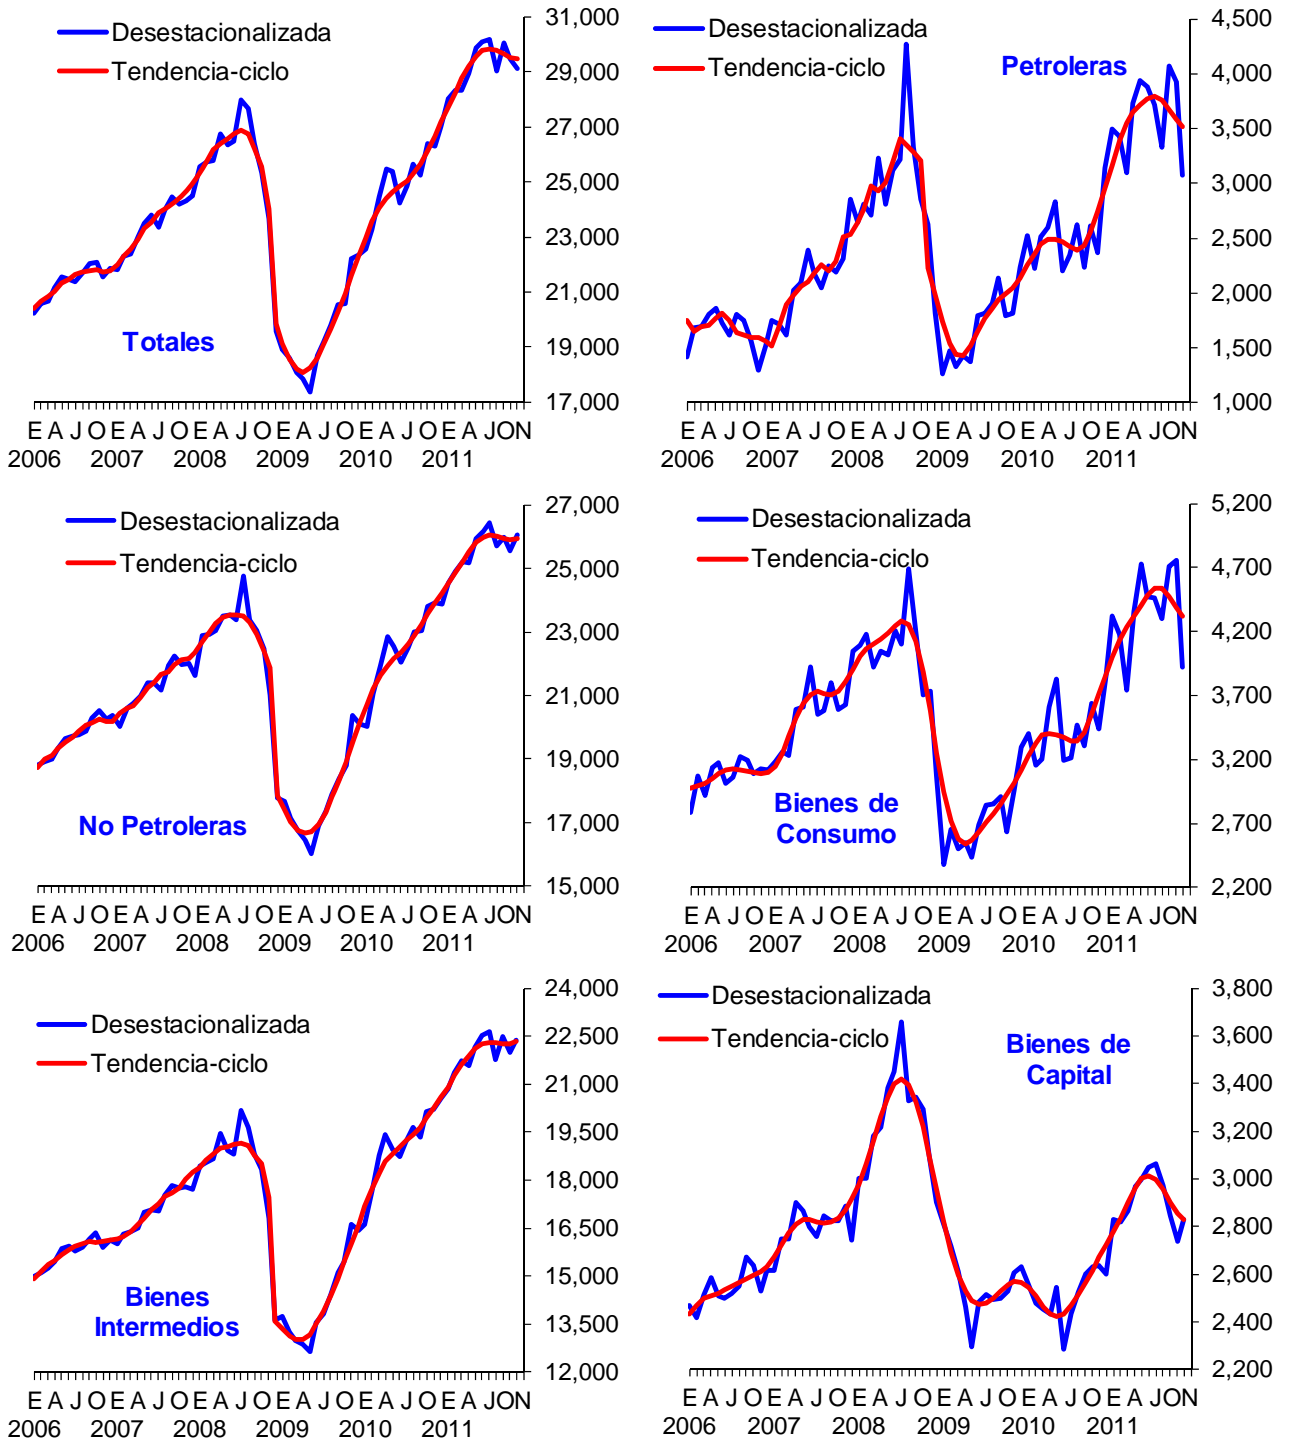 Desestacionalizada
Tendencia-ciclo
Totales
31,000
29,000
27,000
25,000
23,000
21,000
19,000
17,000
E A J O E A J O E A J O E A J O E A J O E A JON
2006 2007 2008 2009 2010 2011
Desestacionalizada
Tendencia-ciclo
Petroleras
4,500
4,000
3,500
3,000
2,500
2,000
1,500
1,000
E A J O E A J O E A J O E A J O E A J O E A JON
2006 2007 2008 2009 2010 2011
Desestacionalizada
Tendencia-ciclo
No Petroleras
27,000
25,000
23,000
21,000
19,000
17,000
15,000
E A J O E A J O E A J O E A J O E A J O E A JON
2006 2007 2008 2009 2010 2011
Desestacionalizada
Tendencia-ciclo
Bienes de
Consumo
5,200
4,700
4,200
3,700
3,200
2,700
2,200
E A J O E A J O E A J O E A J O E A J O E A JON
2006 2007 2008 2009 2010 2011
Desestacionalizada
Tendencia-ciclo
Bienes
Intermedios
24,000
22,500
21,000
19,500
18,000
16,500
15,000
13,500
12,000
E A J O E A J O E A J O E A J O E A J O E A JON
2006 2007 2008 2009 2010 2011
Desestacionalizada
Tendencia-ciclo
Bienes de
Capital
3,800
3,600
3,400
3,200
3,000
2,800
2,600
2,400
2,200
E A J O E A J O E A J O E A J O E A J O E A JON
2006 2007 2008 2009 2010 2011